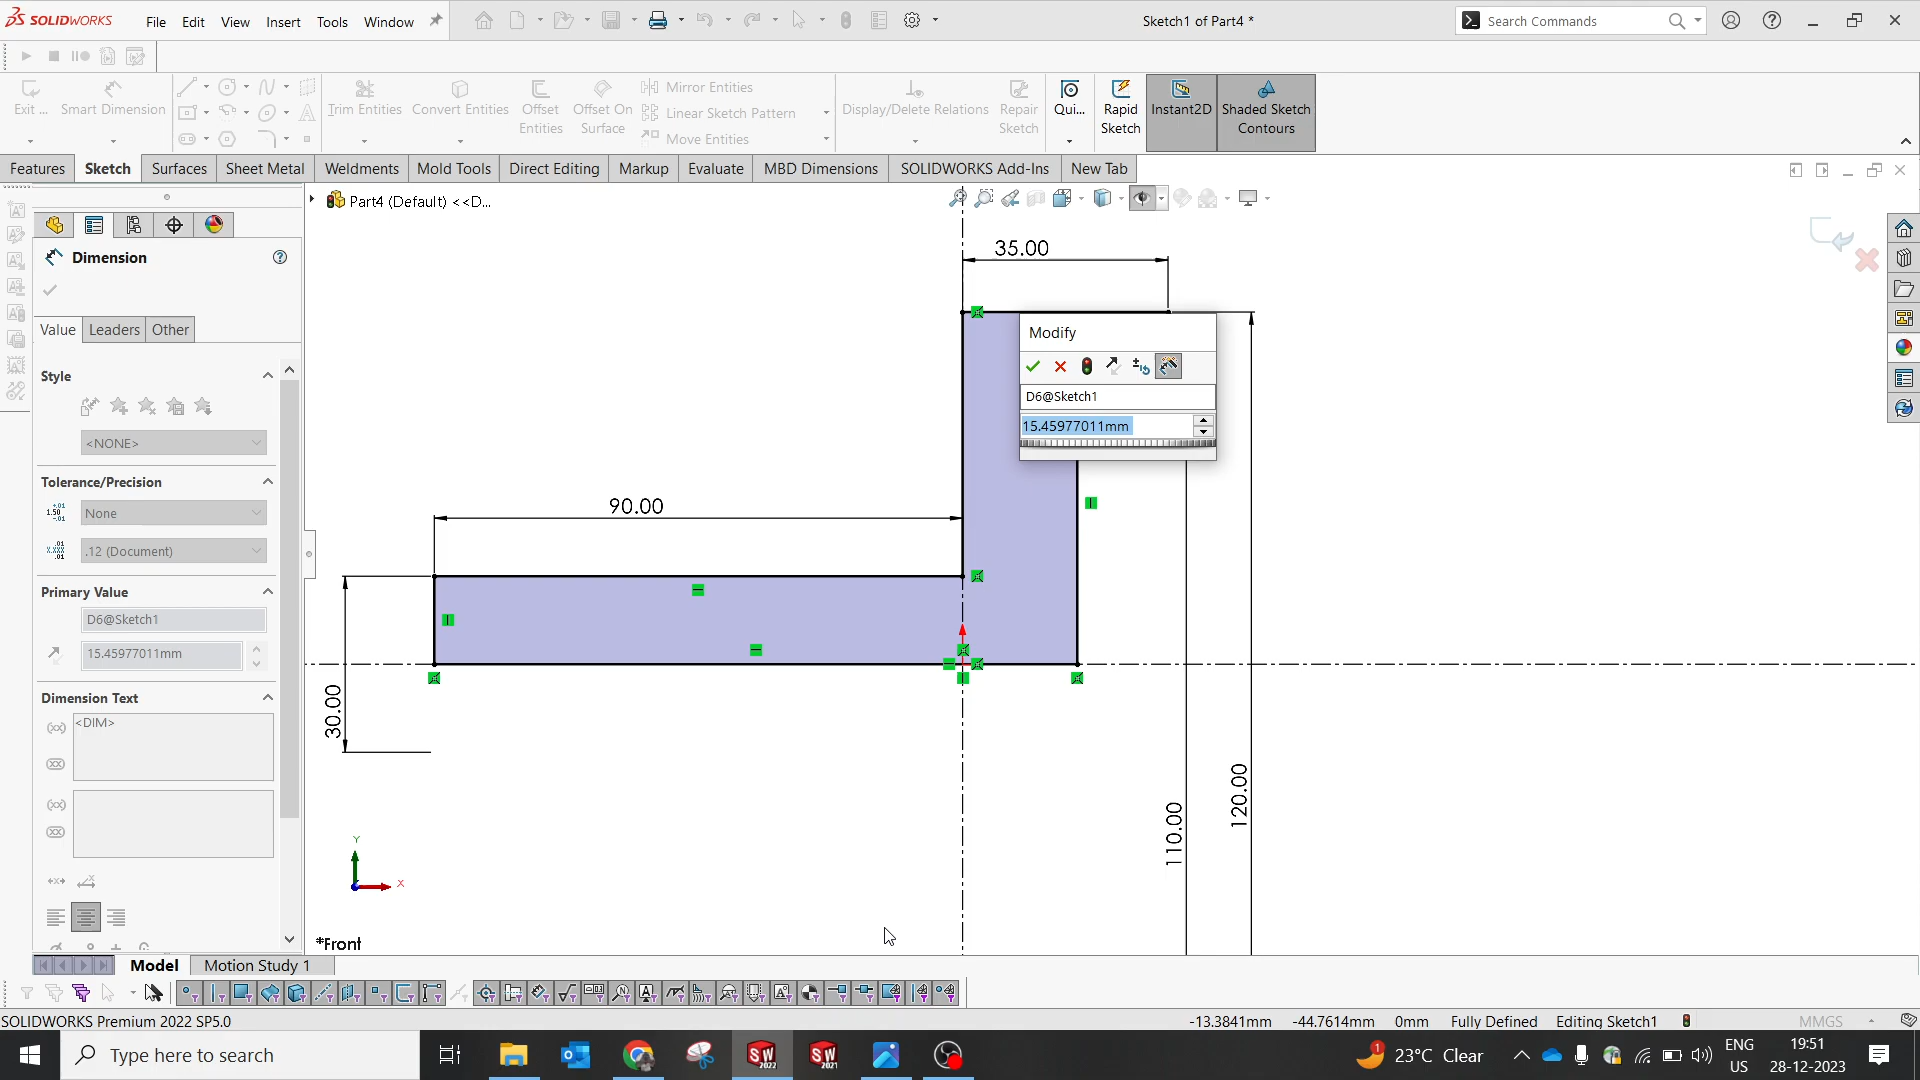 SOLIDWORKS File Edit View Insert Tools Window Sketch1 of Part4 * Search Commands
Exit ... Smart Dimension Trim Entities Convert Entities Offset Entities Offset On Surface Mirror Entities Linear Sketch Pattern Move Entities Display/Delete Relations Repair Sketch Qui... Rapid Sketch Instant2D Shaded Sketch Contours
Features Sketch Surfaces Sheet Metal Weldments Mold Tools Direct Editing Markup Evaluate MBD Dimensions SOLIDWORKS Add-Ins New Tab
Part4 (Default) <<D...
Dimension
Value Leaders Other
Style
<NONE>
Tolerance/Precision
None
.12 (Document)
Primary Value
D6@Sketch1
15.45977011mm
Dimension Text
<DIM>
35.00
Modify
D6@Sketch1
15.45977011mm
90.00
30.00
110.00
120.00
Y
X
*Front
Model Motion Study 1
SOLIDWORKS Premium 2022 SP5.0 -13.3841mm -44.7614mm 0mm Fully Defined Editing Sketch1 MMGS
Type here to search SW 2022 SW 2021 1 23°C Clear ENG US 19:51 28-12-2023